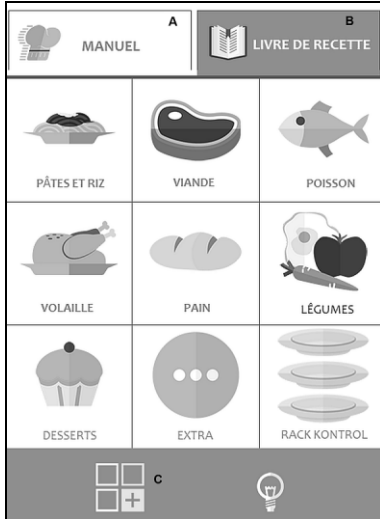 A
MANUEL
B
LIVRE DE RECETTE
PÂTES ET RIZ
VIANDE
POISSON
VOLAILLE
PAIN
LÉGUMES
DESSERTS
EXTRA
RACK KONTROL
C